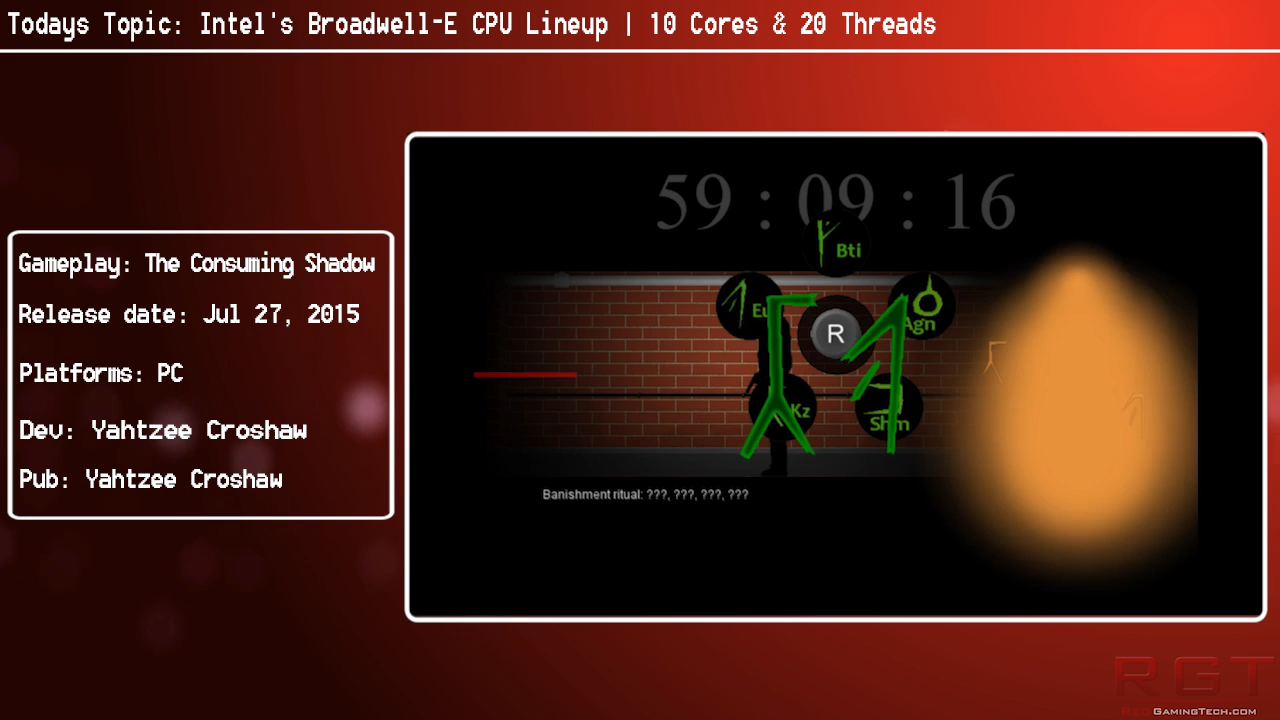 Todays Topic: Intel's Broadwell-E CPU Lineup | 10 Cores & 20 Threads
Gameplay: The Consuming Shadow
Release date: Jul 27, 2015
Platforms: PC
Dev: Yahtzee Croshaw
Pub: Yahtzee Croshaw
59 : 09 : 16
Bti
Eu
Agn
R
Kz
Shm
Banishment ritual: ???, ???, ???, ???
RGT
RedGamingTech.com